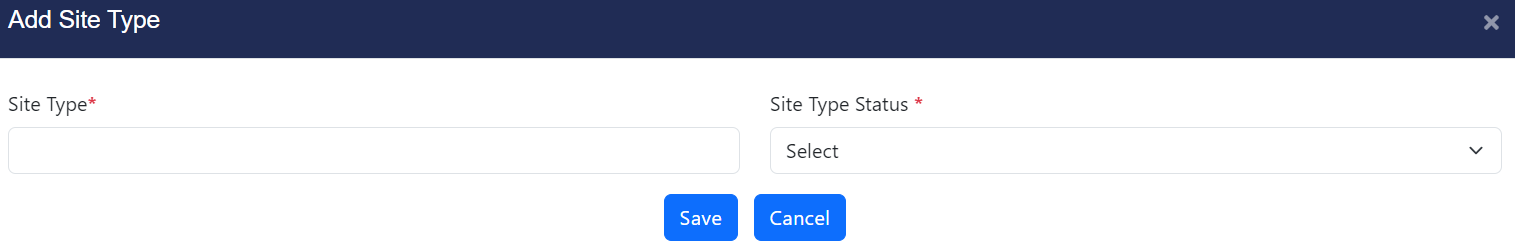 Add Site Type
Site Type*
Site Type Status *
Select
Save
Cancel